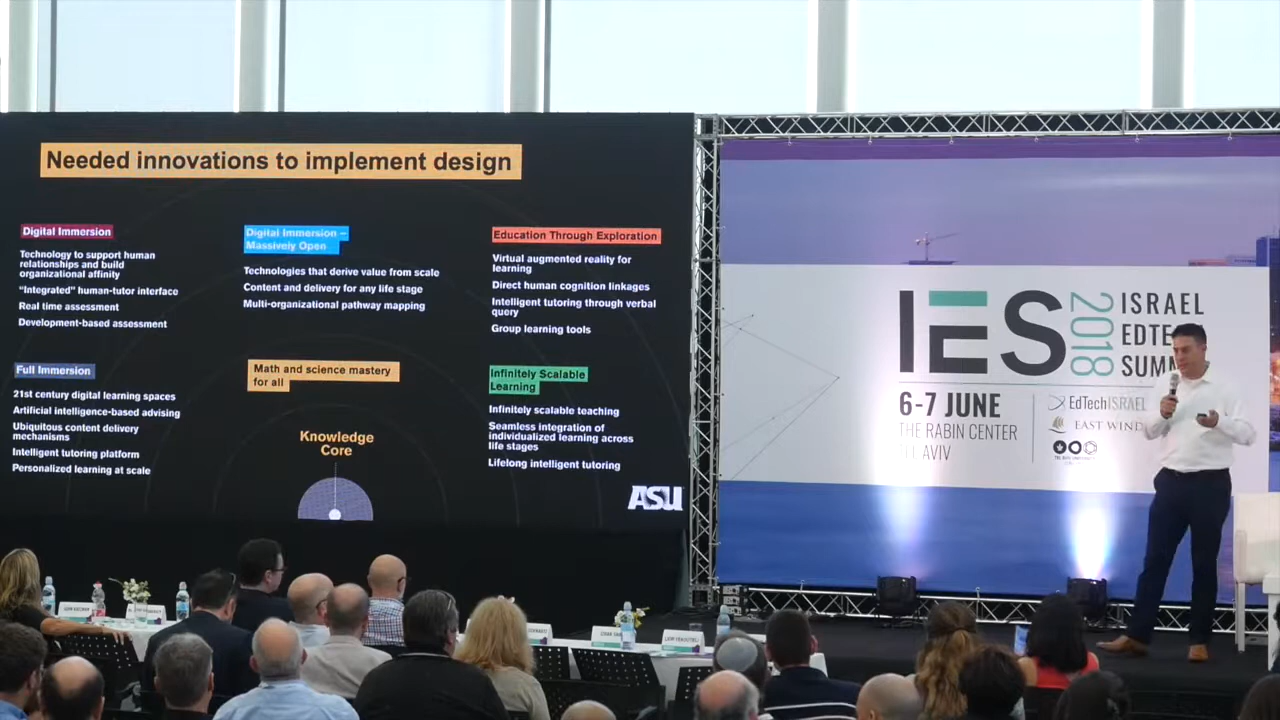 Needed innovations to implement design
Digital Immersion
Technology to support human
relationships and build
organizational affinity
“Integrated” human-tutor interface
Real time assessment
Development-based assessment
Digital Immersion –
Massively Open
Technologies that derive value from scale
Content and delivery for any life stage
Multi-organizational pathway mapping
Education Through Exploration
Virtual augmented reality for
learning
Direct human cognition linkages
Intelligent tutoring through verbal
query
Group learning tools
Full Immersion
21st century digital learning spaces
Artificial intelligence-based advising
Ubiquitous content delivery
mechanisms
Intelligent tutoring platform
Personalized learning at scale
Math and science mastery
for all
Knowledge
Core
Infinitely Scalable
Learning
Infinitely scalable teaching
Seamless integration of
individualized learning across
life stages
Lifelong intelligent tutoring
ASU
IES
2018
ISRAEL
EDTE
SUMM
6-7 JUNE
THE RABIN CENTER
TEL AVIV
EdTechISRAEL
EAST WIND